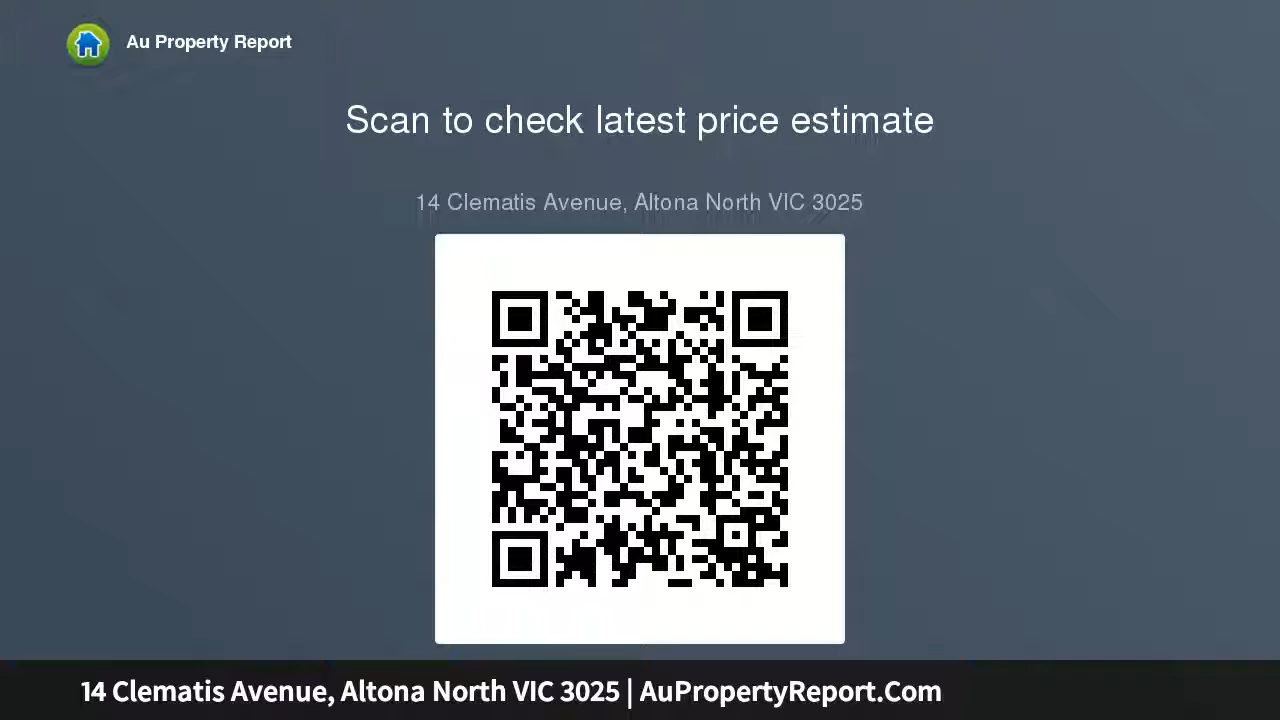 Au Property Report
Scan to check latest price estimate
14 Clematis Avenue, Altona North VIC 3025
14 Clematis Avenue, Altona North VIC 3025 | AuPropertyReport.Com